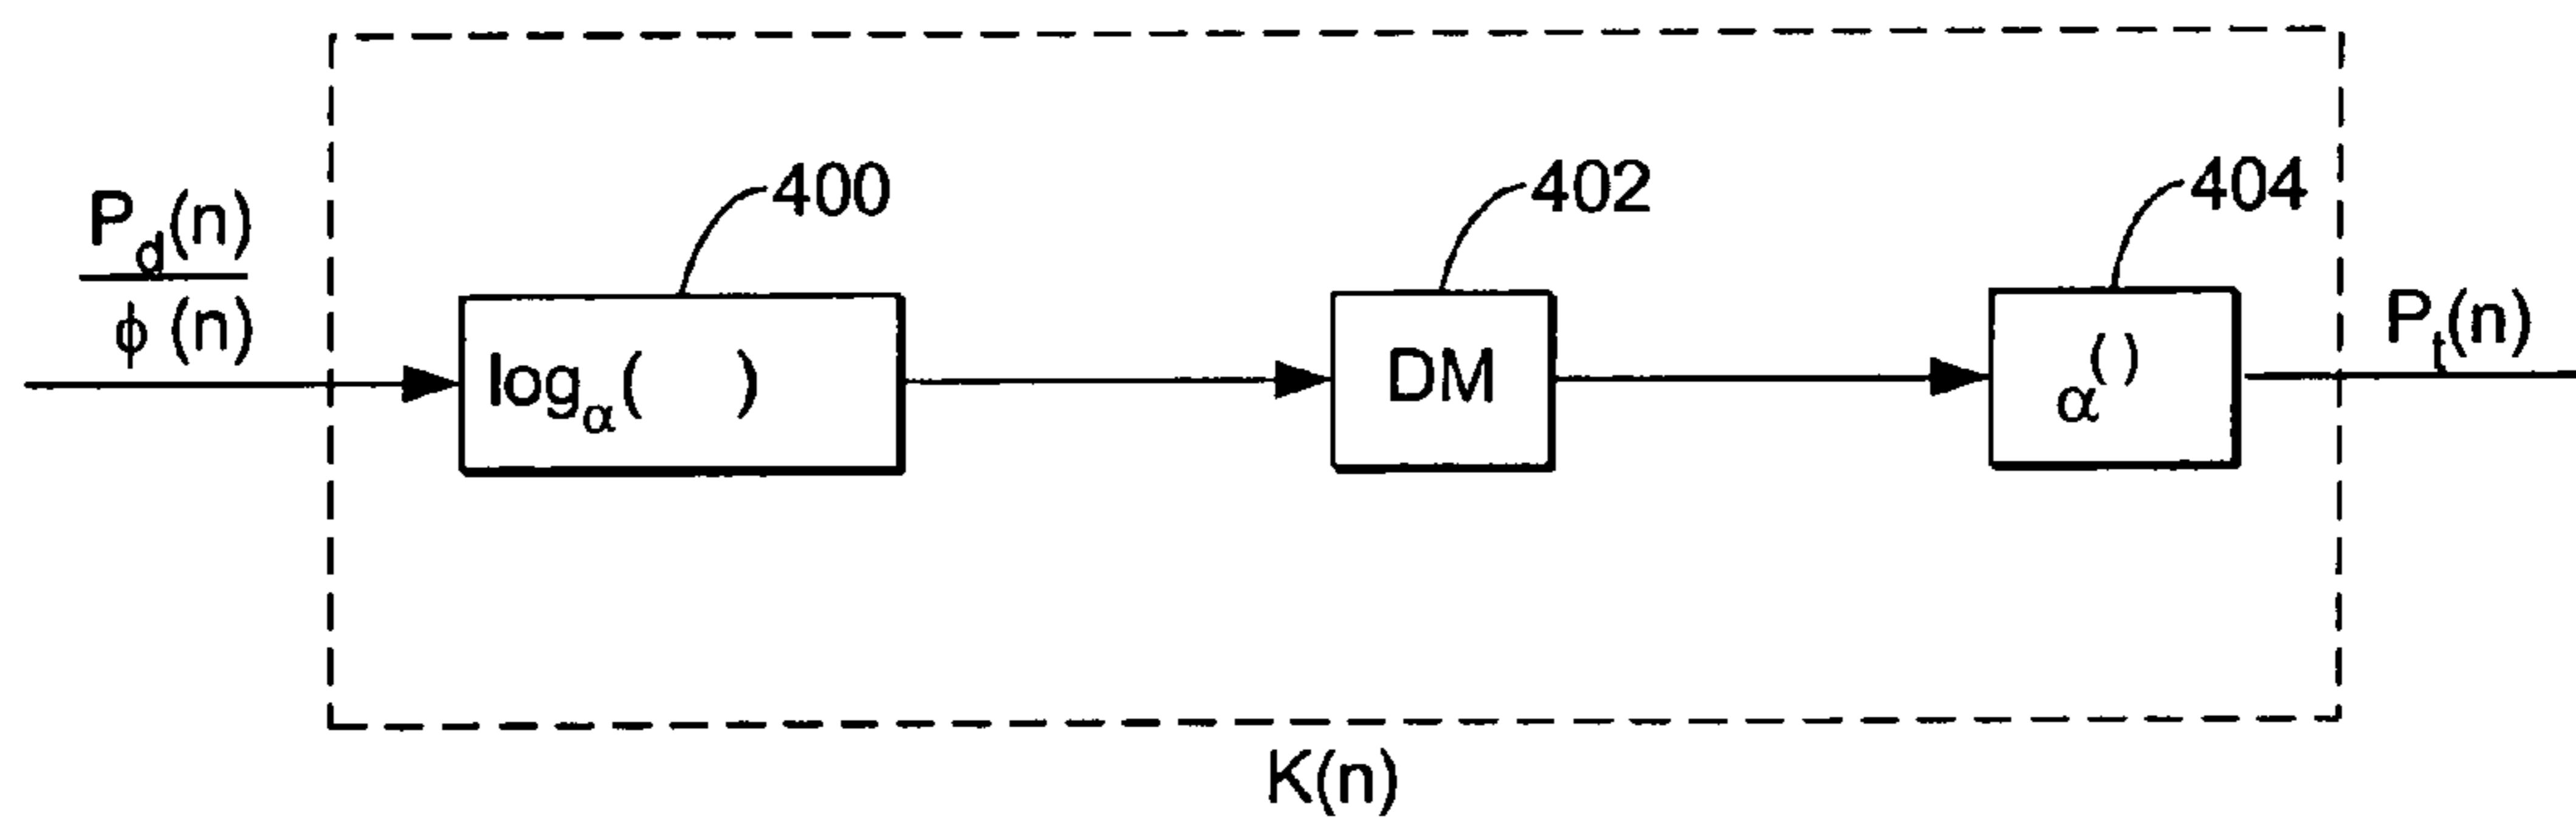 400
402
404
P_d(n)
ϕ (n)
log_α( )
DM
α^( )
P_t(n)
K(n)